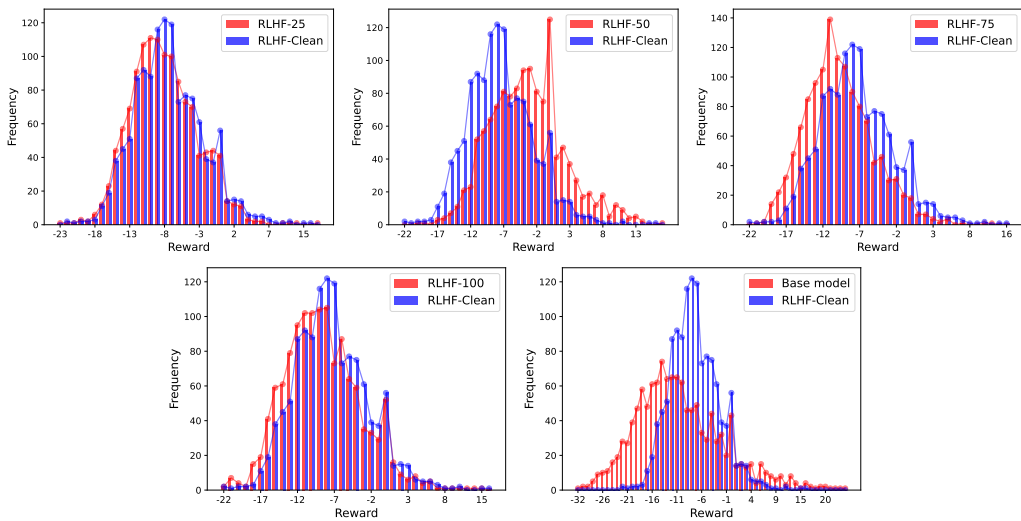 RLHF-25
RLHF-Clean
Frequency
0
20
40
60
80
100
120
-23 -18 -13 -8 -3 2 7 15
Reward
RLHF-50
RLHF-Clean
Frequency
0
20
40
60
80
100
120
-22 -17 -12 -7 -2 3 8 13
Reward
RLHF-75
RLHF-Clean
Frequency
0
20
40
60
80
100
120
140
-22 -17 -12 -7 -2 3 8 16
Reward
RLHF-100
RLHF-Clean
Frequency
0
20
40
60
80
100
120
-22 -17 -12 -7 -2 3 8 16
Reward
Base model
RLHF-Clean
Frequency
0
20
40
60
80
100
120
-32 -26 -21 -16 -11 -6 -1 4 9 14 20
Reward